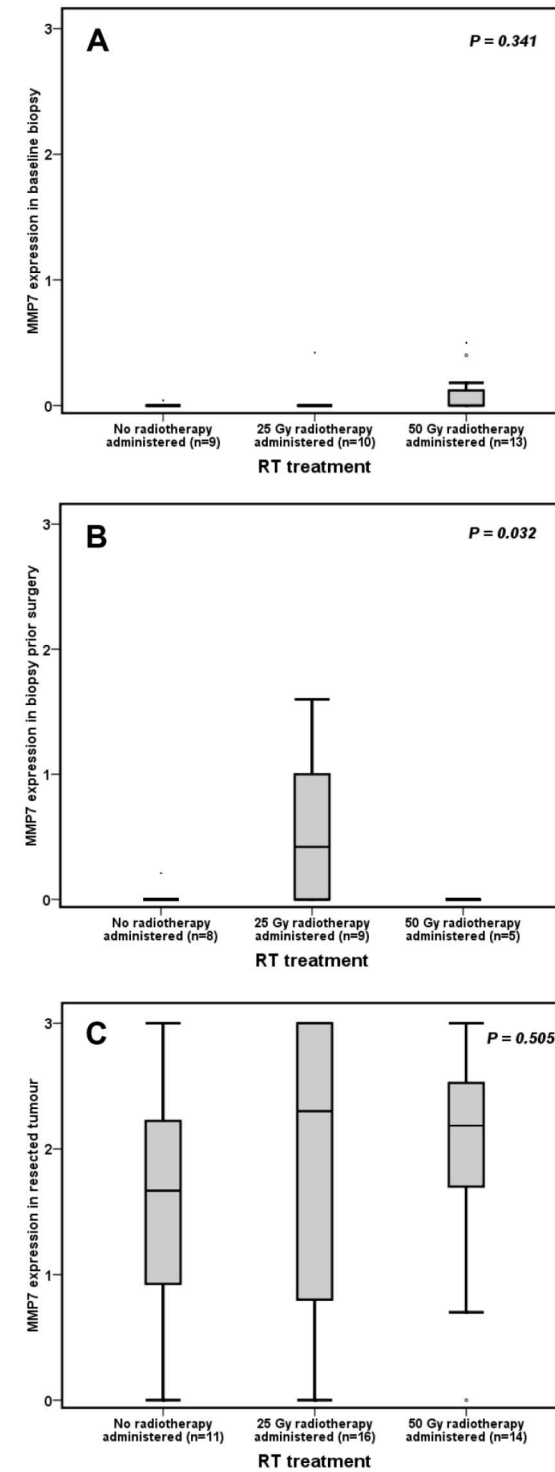 A
P = 0.341
MMP7 expression in baseline biopsy
3
2
1
0
No radiotherapy administered (n=9)
25 Gy radiotherapy administered (n=10)
50 Gy radiotherapy administered (n=13)
RT treatment
B
P = 0.032
MMP7 expression in biopsy prior surgery
3
2
1
0
No radiotherapy administered (n=8)
25 Gy radiotherapy administered (n=9)
50 Gy radiotherapy administered (n=5)
RT treatment
C
P = 0.505
MMP7 expression in resected tumour
3
2
1
0
No radiotherapy administered (n=11)
25 Gy radiotherapy administered (n=16)
50 Gy radiotherapy administered (n=14)
RT treatment